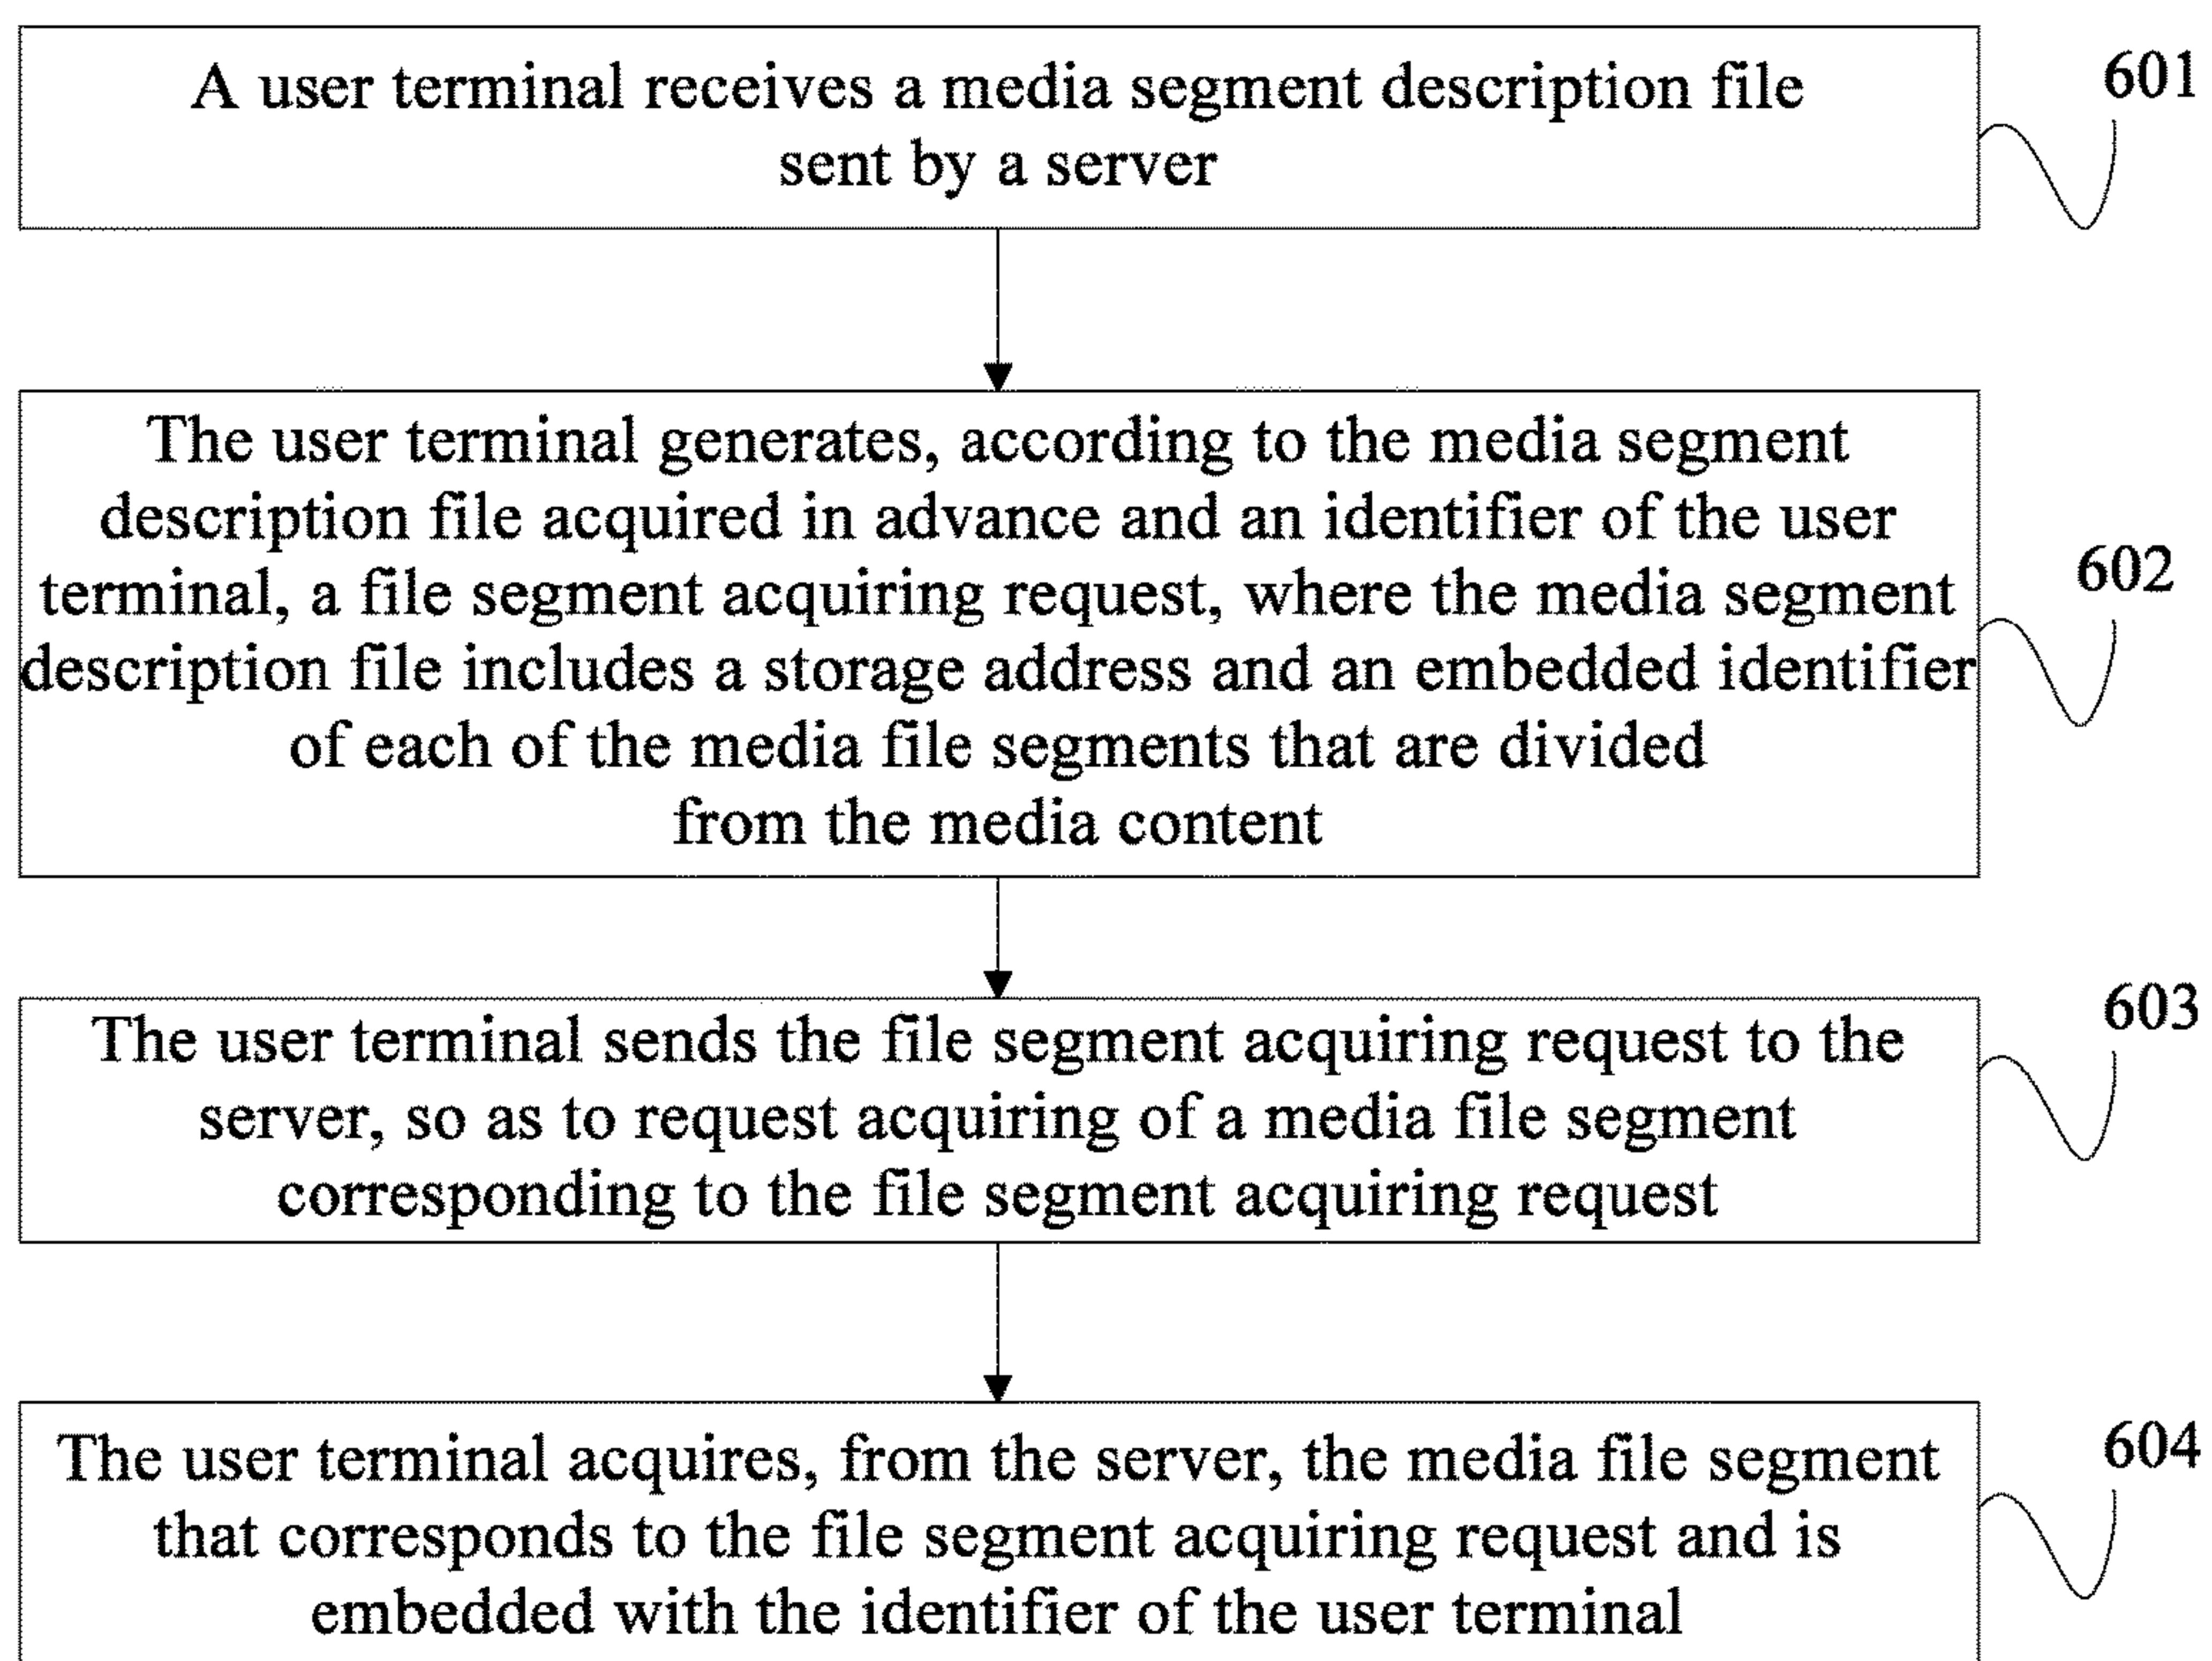 A user terminal receives a media segment description file
sent by a server
601
The user terminal generates, according to the media segment
description file acquired in advance and an identifier of the user
terminal, a file segment acquiring request, where the media segment
description file includes a storage address and an embedded identifier
of each of the media file segments that are divided
from the media content
602
The user terminal sends the file segment acquiring request to the
server, so as to request acquiring of a media file segment
corresponding to the file segment acquiring request
603
The user terminal acquires, from the server, the media file segment
that corresponds to the file segment acquiring request and is
embedded with the identifier of the user terminal
604